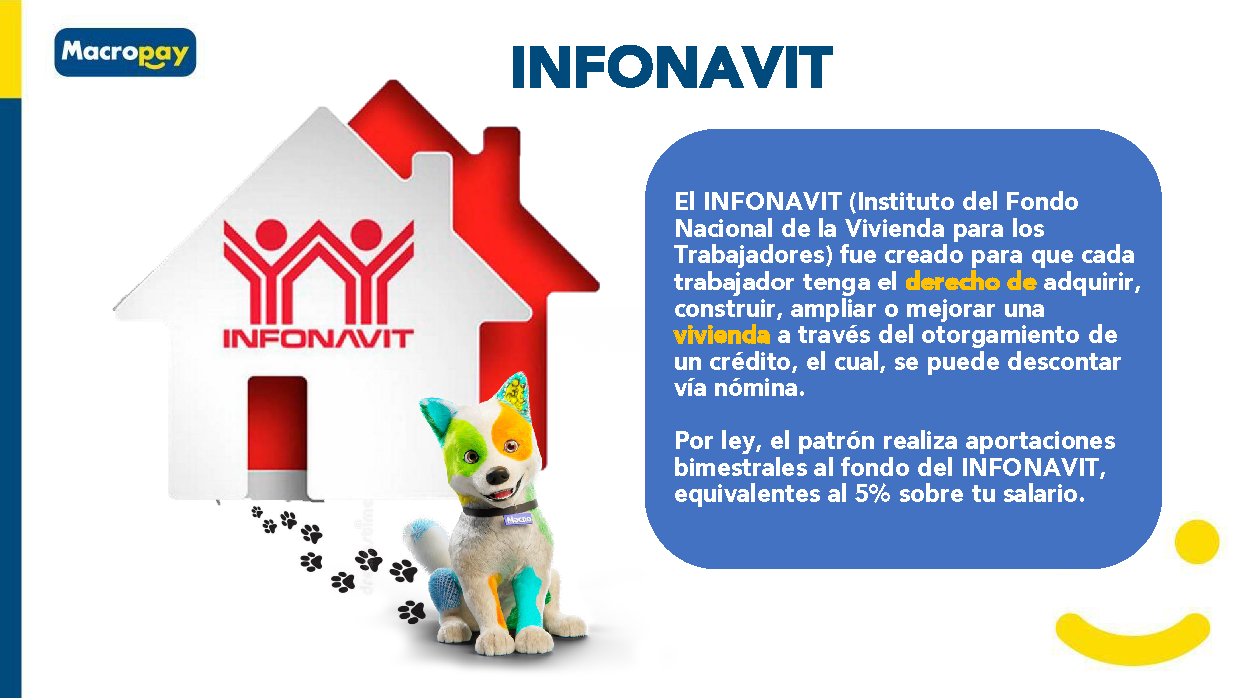 Macropay
INFONAVIT
INFONAVIT
El INFONAVIT (Instituto del Fondo
Nacional de la Vivienda para los
Trabajadores) fue creado para que cada
trabajador tenga el derecho de adquirir,
construir, ampliar o mejorar una
vivienda a través del otorgamiento de
un crédito, el cual, se puede descontar
vía nómina.
Por ley, el patrón realiza aportaciones
bimestrales al fondo del INFONAVIT,
equivalentes al 5% sobre tu salario.
Macro